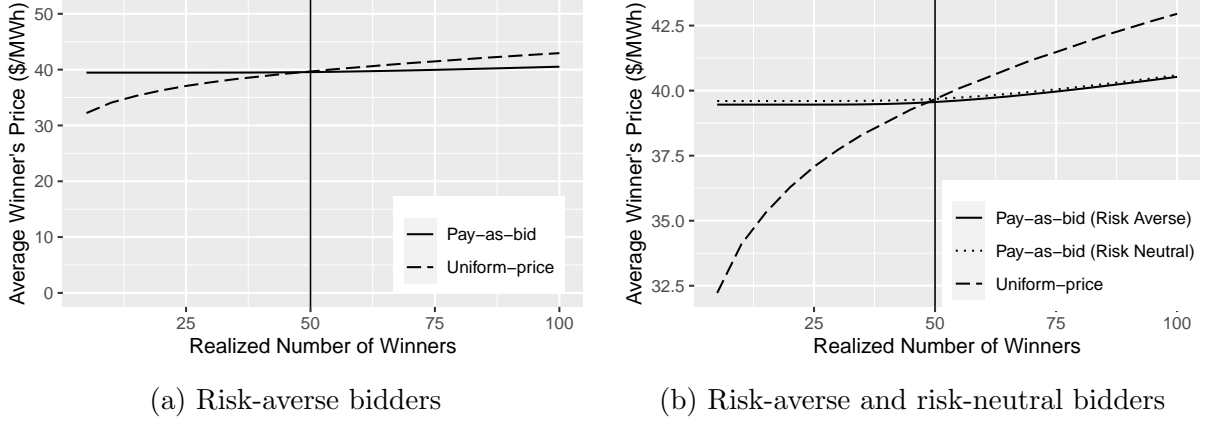 Average Winner's Price ($/MWh)
50
40
30
20
10
0
25
50
75
100
Realized Number of Winners
Pay−as−bid
Uniform−price
(a) Risk-averse bidders
Average Winner's Price ($/MWh)
42.5
40.0
37.5
35.0
32.5
25
50
75
100
Realized Number of Winners
Pay−as−bid (Risk Averse)
Pay−as−bid (Risk Neutral)
Uniform−price
(b) Risk-averse and risk-neutral bidders